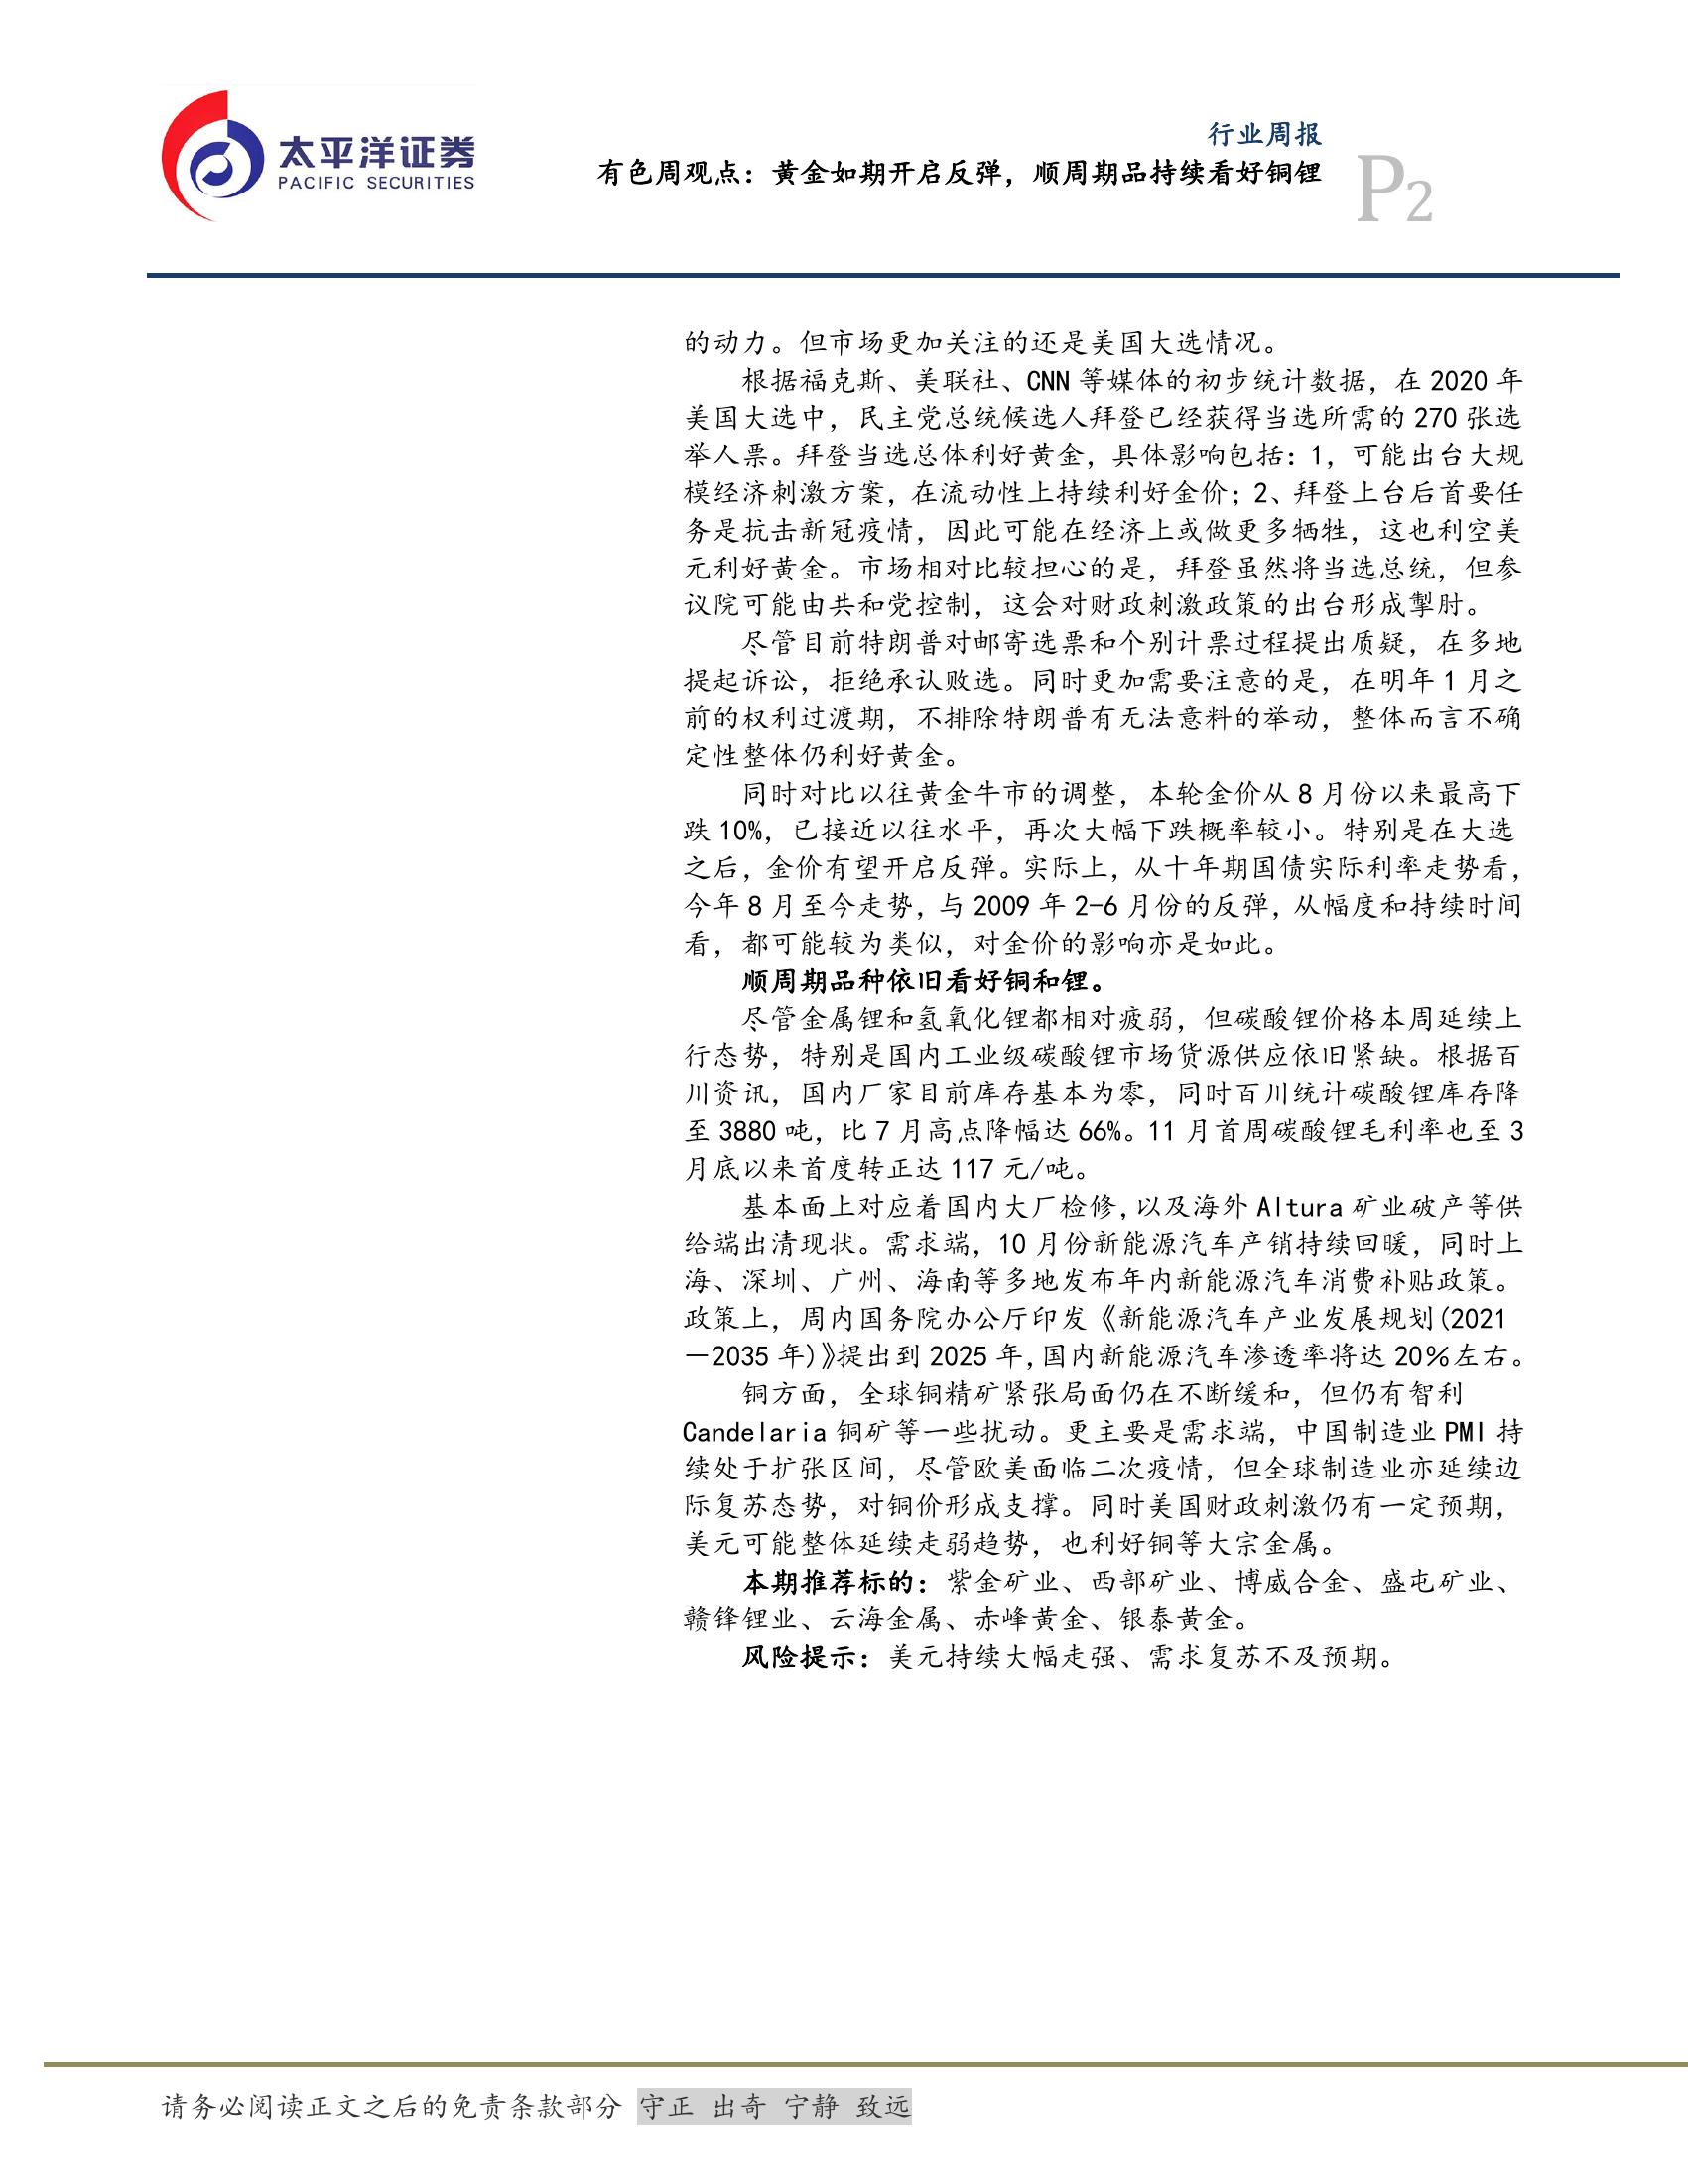 太平洋证券
PACIFIC SECURITIES
行业周报
有色周观点：黄金如期开启反弹，顺周期品持续看好铜锂
P2
的动力。但市场更加关注的还是美国大选情况。
根据福克斯、美联社、CNN 等媒体的初步统计数据，在 2020 年
美国大选中，民主党总统候选人拜登已经获得当选所需的 270 张选
举人票。拜登当选总体利好黄金，具体影响包括：1，可能出台大规
模经济刺激方案，在流动性上持续利好金价；2、拜登上台后首要任
务是抗击新冠疫情，因此可能在经济上或做更多牺牲，这也利空美
元利好黄金。市场相对比较担心的是，拜登虽然将当选总统，但参
议院可能由共和党控制，这会对财政刺激政策的出台形成掣肘。
尽管目前特朗普对邮寄选票和个别计票过程提出质疑，在多地
提起诉讼，拒绝承认败选。同时更加需要注意的是，在明年 1 月之
前的权利过渡期，不排除特朗普有无法意料的举动，整体而言不确
定性整体仍利好黄金。
同时对比以往黄金牛市的调整，本轮金价从 8 月份以来最高下
跌 10%，已接近以往水平，再次大幅下跌概率较小。特别是在大选
之后，金价有望开启反弹。实际上，从十年期国债实际利率走势看，
今年 8 月至今走势，与 2009 年 2-6 月份的反弹，从幅度和持续时间
看，都可能较为类似，对金价的影响亦是如此。
顺周期品种依旧看好铜和锂。
尽管金属锂和氢氧化锂都相对疲弱，但碳酸锂价格本周延续上
行态势，特别是国内工业级碳酸锂市场货源供应依旧紧缺。根据百
川资讯，国内厂家目前库存基本为零，同时百川统计碳酸锂库存降
至 3880 吨，比 7 月高点降幅达 66%。11 月首周碳酸锂毛利率也至 3
月底以来首度转正达 117 元/吨。
基本面上对应着国内大厂检修,以及海外 Altura 矿业破产等供
给端出清现状。需求端，10 月份新能源汽车产销持续回暖，同时上
海、深圳、广州、海南等多地发布年内新能源汽车消费补贴政策。
政策上，周内国务院办公厅印发《新能源汽车产业发展规划(2021
－2035 年)》提出到 2025 年,国内新能源汽车渗透率将达 20％左右。
铜方面，全球铜精矿紧张局面仍在不断缓和，但仍有智利
Candelaria 铜矿等一些扰动。更主要是需求端，中国制造业 PMI 持
续处于扩张区间，尽管欧美面临二次疫情，但全球制造业亦延续边
际复苏态势，对铜价形成支撑。同时美国财政刺激仍有一定预期，
美元可能整体延续走弱趋势，也利好铜等大宗金属。
本期推荐标的：紫金矿业、西部矿业、博威合金、盛屯矿业、
赣锋锂业、云海金属、赤峰黄金、银泰黄金。
风险提示：美元持续大幅走强、需求复苏不及预期。
请务必阅读正文之后的免责条款部分 守正 出奇 宁静 致远